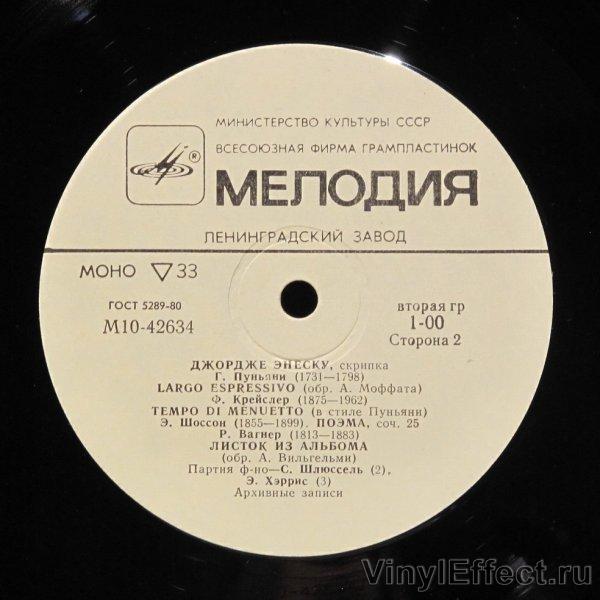 МИНИСТЕРСТВО КУЛЬТУРЫ СССР
ВСЕСОЮЗНАЯ ФИРМА ГРАМПЛАСТИНОК
®
МЕЛОДИЯ
ЛЕНИНГРАДСКИЙ ЗАВОД
МОНО ▽ 33
ГОСТ 5289-80
М10-42634
вторая гр
1-00
Сторона 2
ДЖОРДЖЕ ЭНЕСКУ, скрипка
Г. Пуньяни (1731—1798)
LARGO ESPRESSIVO (обр. А. Моффата)
Ф. Крейслер (1875—1962)
TEMPO DI MENUETTO (в стиле Пуньяни)
Э. Шоссон (1855—1899). ПОЭМА, соч. 25
Р. Вагнер (1813—1883)
ЛИСТОК ИЗ АЛЬБОМА
(обр. А. Вильгельми)
Партия ф-но—С. Шлюссель (2),
Э. Хэррис (3)
Архивные записи
VinylEffect.ru